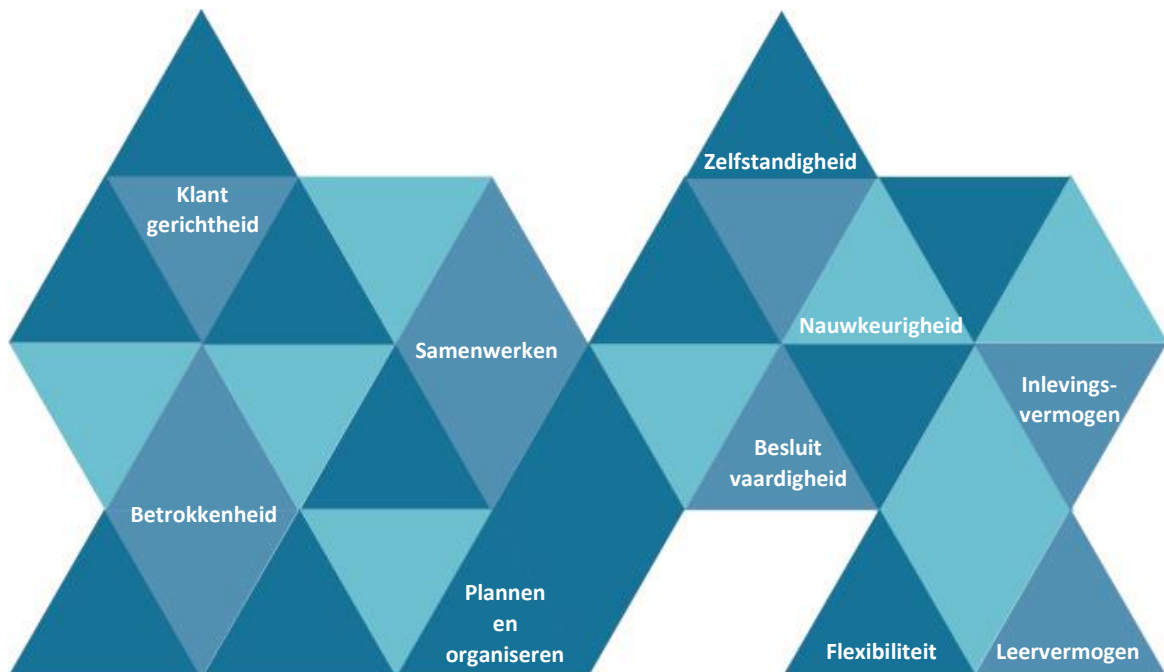 Klant
gerichtheid
Samenwerken
Betrokkenheid
Plannen
en
organiseren
Zelfstandigheid
Nauwkeurigheid
Besluit
vaardigheid
Inlevings-
vermogen
Flexibiliteit
Leervermogen